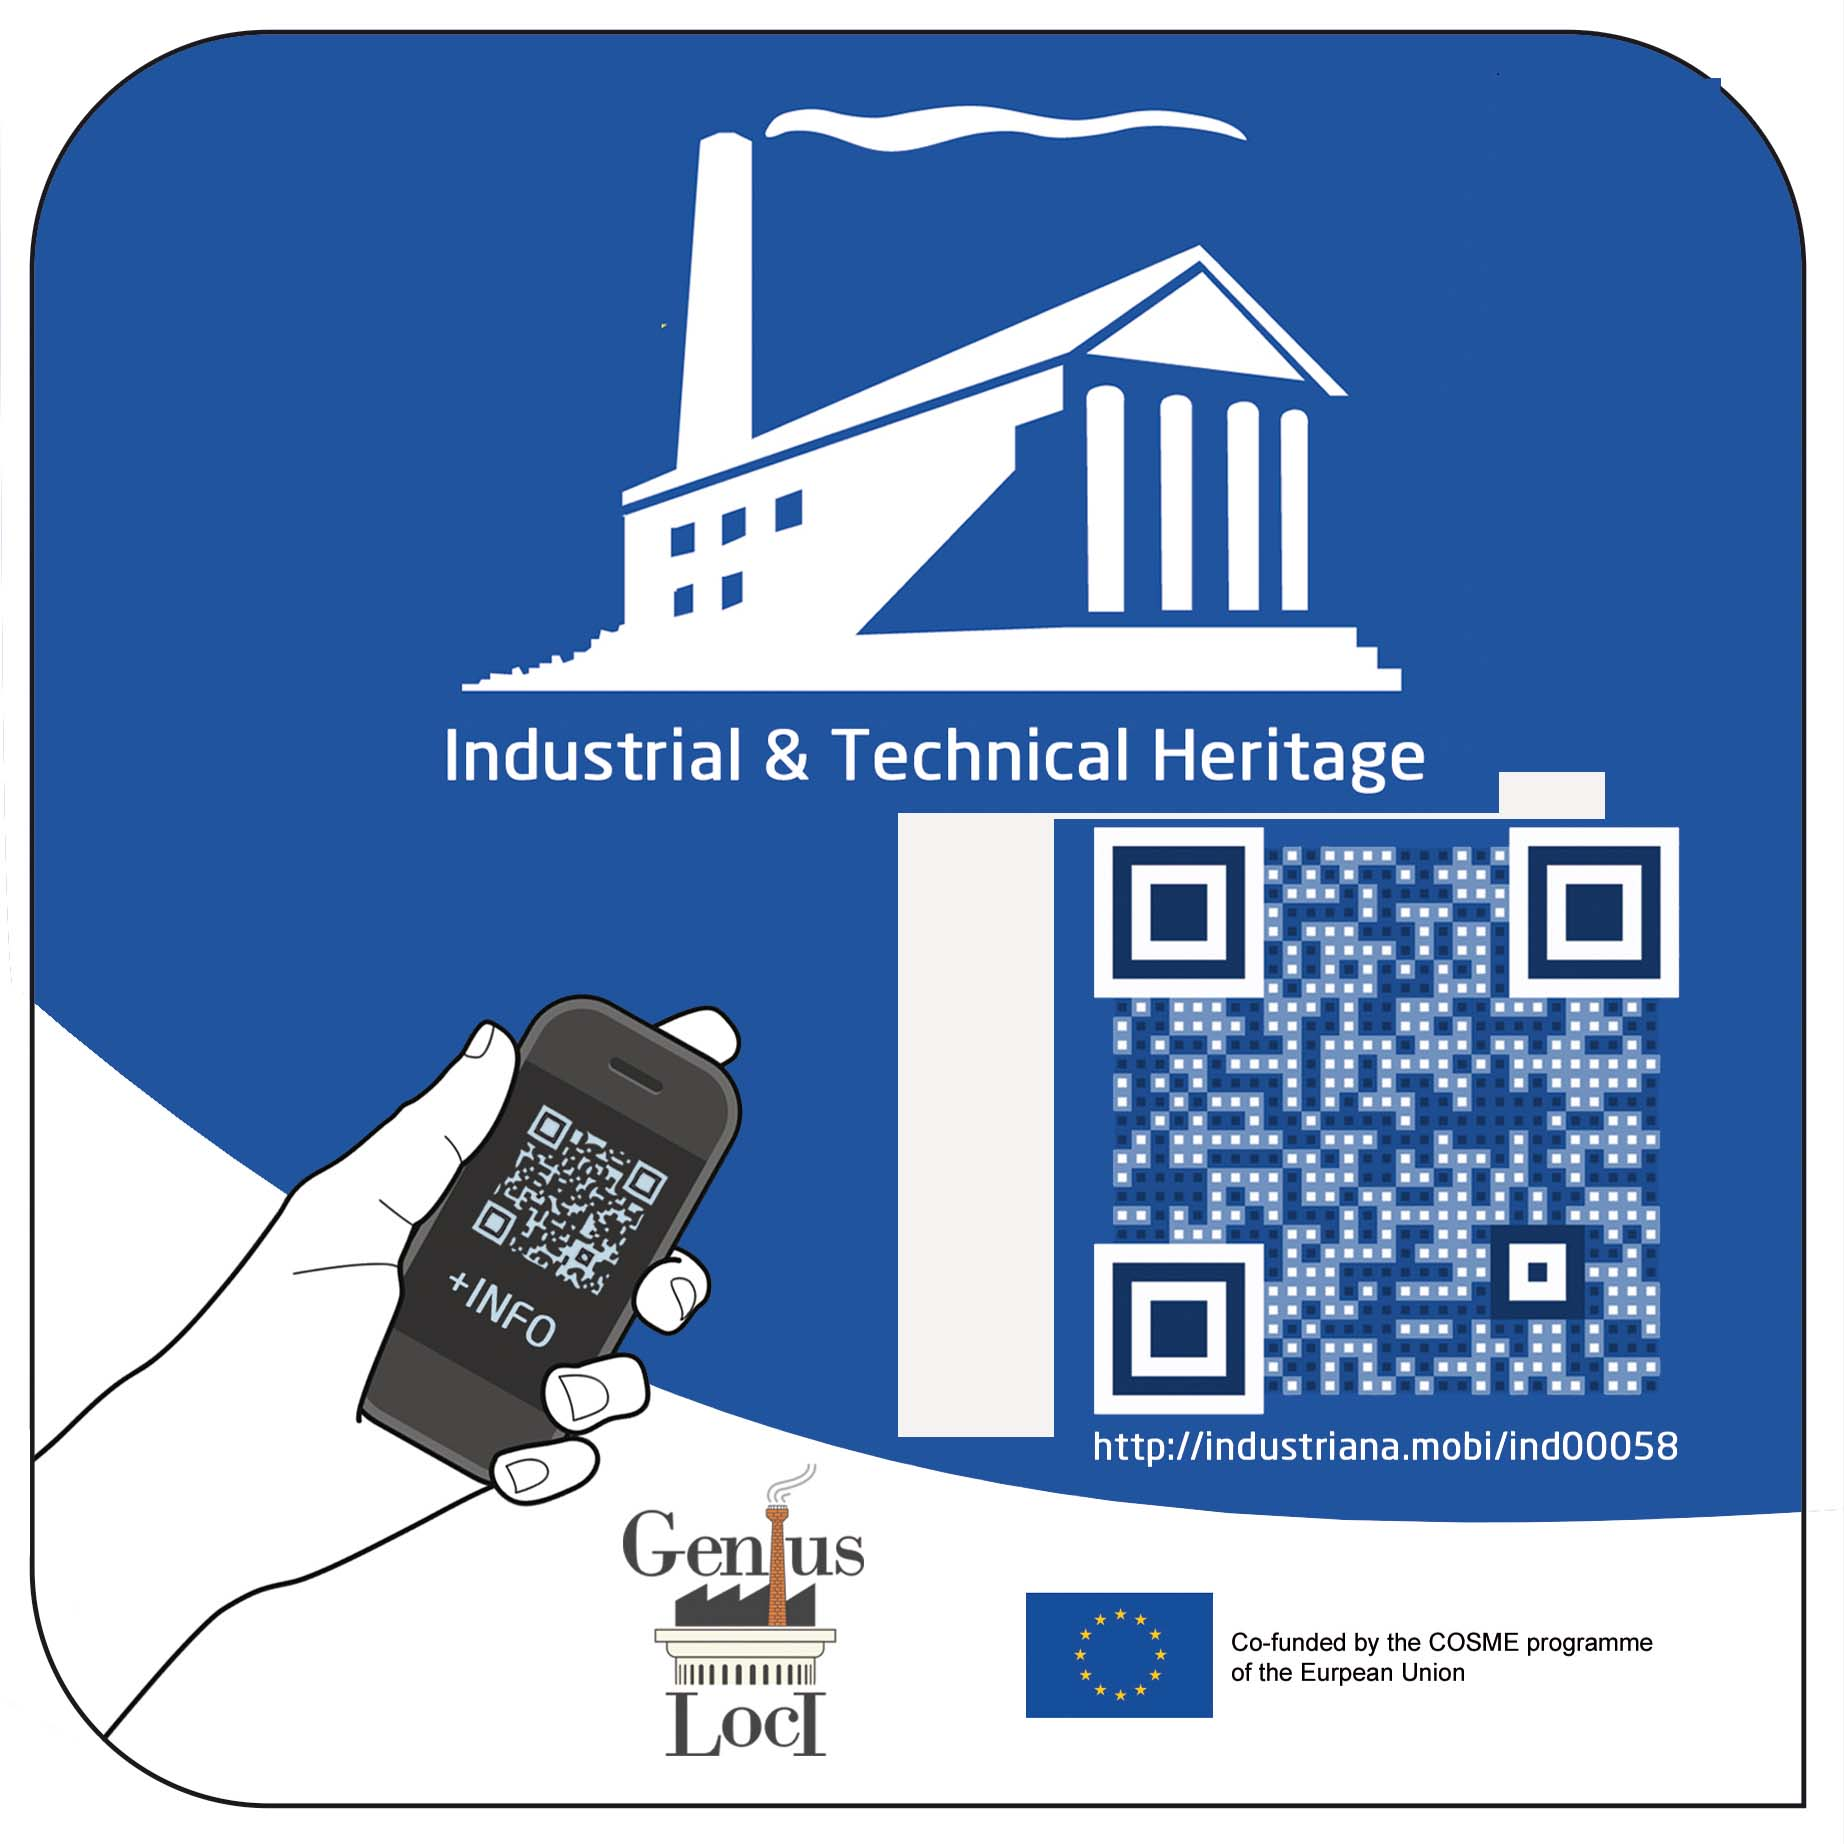 Industrial & Technical Heritage
+INFO
http://industriana.mobi/ind00058
Genius
Loci
Co-funded by the COSME programme
of the Eurpean Union